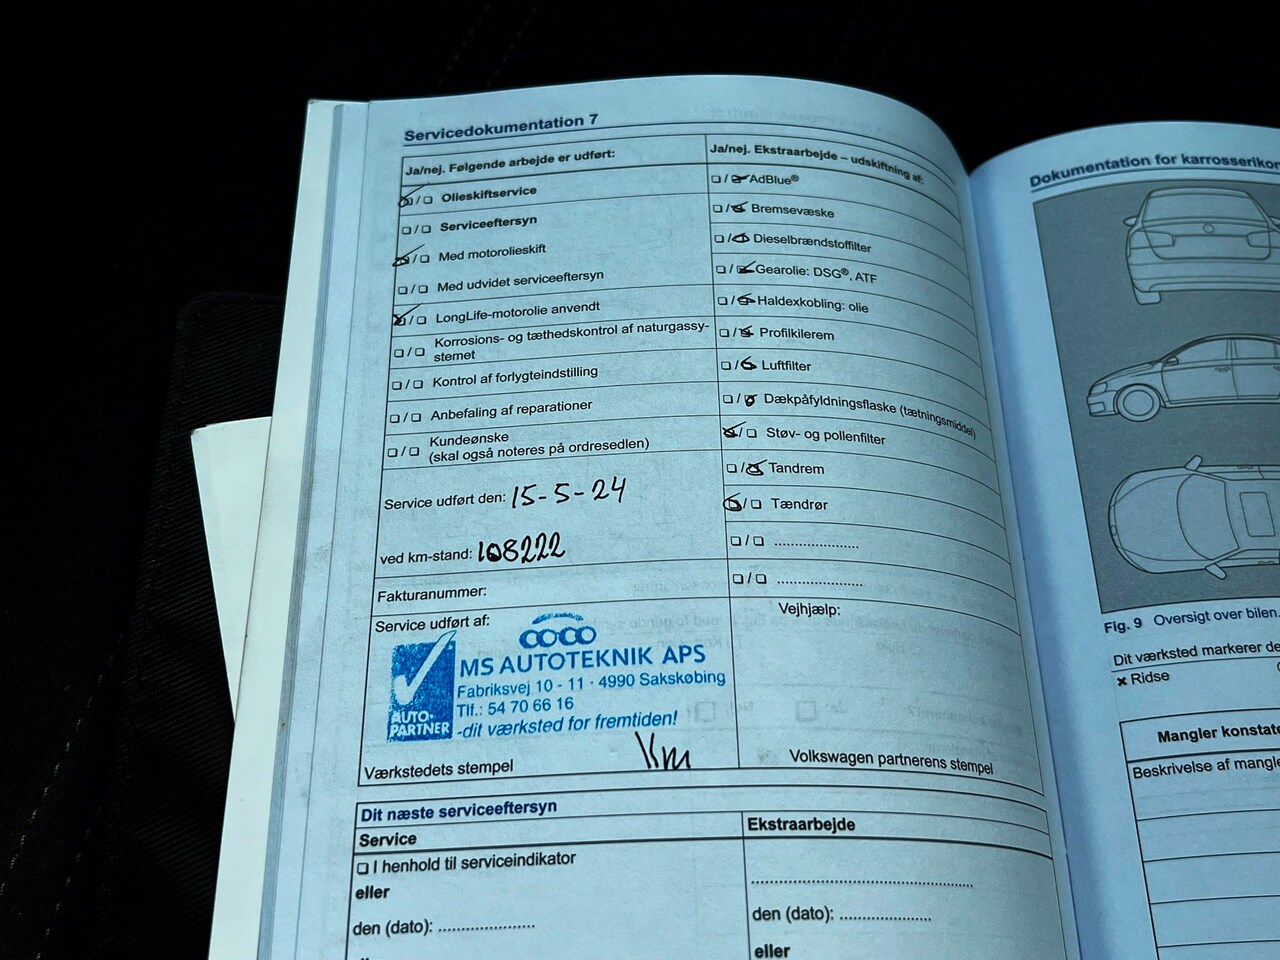 Servicedokumentation 7
Ja/nej. Følgende arbejde er udført:
☒/☐ Olieskiftservice
☐/☐ Serviceeftersyn
☒/☐ Med motorolieskift
☐/☐ Med udvidet serviceeftersyn
☒/☐ LongLife-motorolie anvendt
☐/☐ Korrosions- og tæthedskontrol af naturgassy-
stemet
☐/☐ Kontrol af forlygteindstilling
☐/☐ Anbefaling af reparationer
☐/☐ Kundeønske
(skal også noteres på ordresedlen)
Service udført den: 15-5-24
ved km-stand: 108222
Fakturanummer:
Service udført af:
COCO
MS AUTOTEKNIK APS
Fabriksvej 10 - 11 · 4990 Sakskøbing
Tlf.: 54 70 66 16
-dit værksted for fremtiden!
AUTO-
PARTNER
Værkstedets stempel
Ja/nej. Ekstraarbejde – udskiftning af:
☐/☒ AdBlue®
☐/☒ Bremsevæske
☐/☒ Dieselbrændstoffilter
☐/☒ Gearolie: DSG®, ATF
☐/☒ Haldexkobling: olie
☐/☒ Profilkilerem
☐/☒ Luftfilter
☐/☒ Dækpåfyldningsflaske (tætningsmiddel)
☒/☐ Støv- og pollenfilter
☐/☒ Tandrem
☒/☐ Tændrør
☐/☐ .....................
☐/☐ .....................
Vejhjælp:
Volkswagen partnerens stempel
Dit næste serviceeftersyn
Service
☐ I henhold til serviceindikator
eller
den (dato): .....................
Ekstraarbejde
..................................................
den (dato): .....................
eller
Dokumentation for karrosserikor
Fig. 9 Oversigt over bilen.
Dit værksted markerer de
× Ridse
Mangler konstate
Beskrivelse af mangle